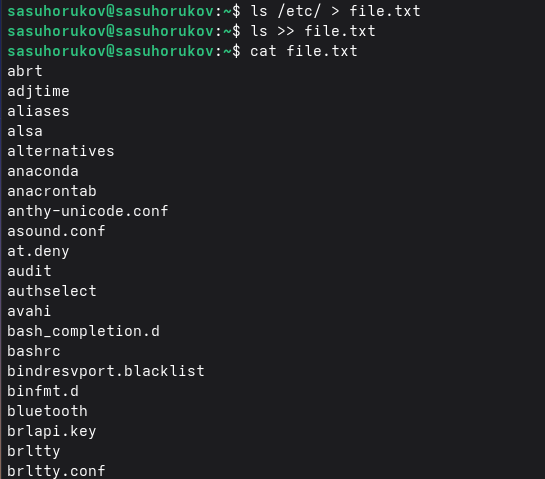 sasuhorukov@sasuhorukov:~$ ls /etc/ > file.txt
sasuhorukov@sasuhorukov:~$ ls >> file.txt
sasuhorukov@sasuhorukov:~$ cat file.txt
abrt
adjtime
aliases
alsa
alternatives
anaconda
anacrontab
anthy-unicode.conf
asound.conf
at.deny
audit
authselect
avahi
bash_completion.d
bashrc
bindresvport.blacklist
binfmt.d
bluetooth
brlapi.key
brltty
brltty.conf